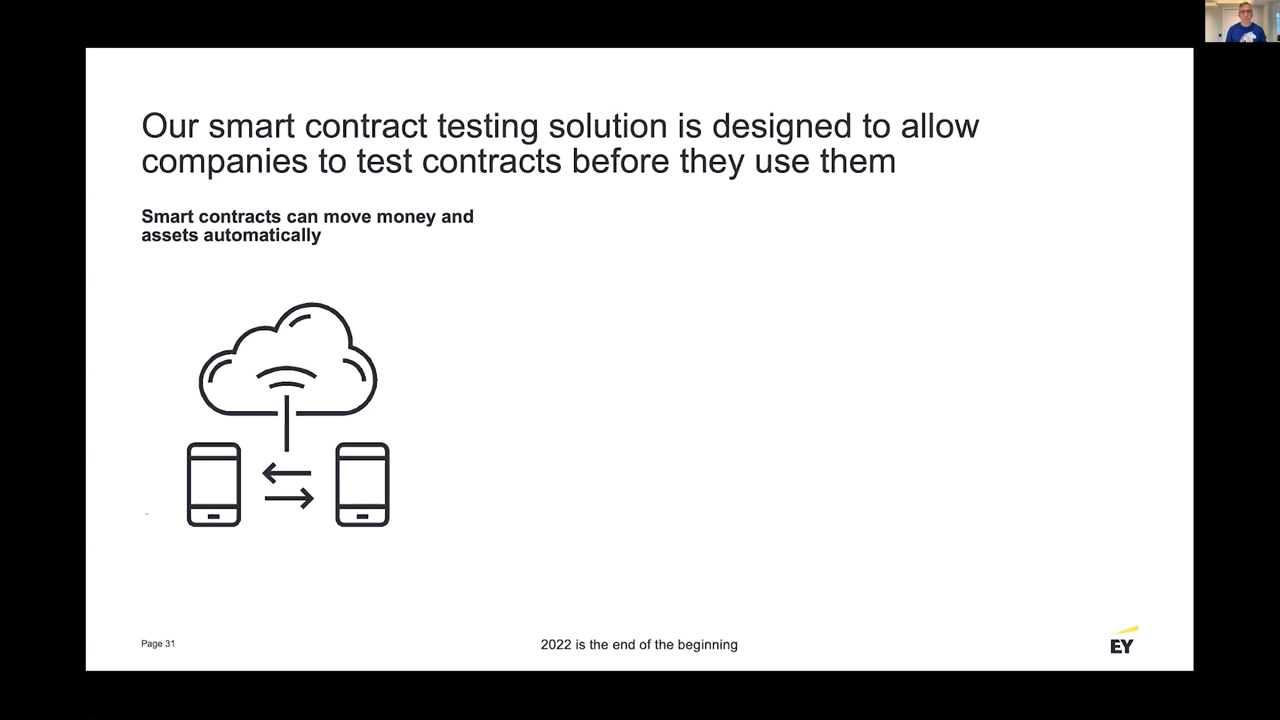 Our smart contract testing solution is designed to allow
companies to test contracts before they use them
Smart contracts can move money and
assets automatically
Page 31
2022 is the end of the beginning
EY